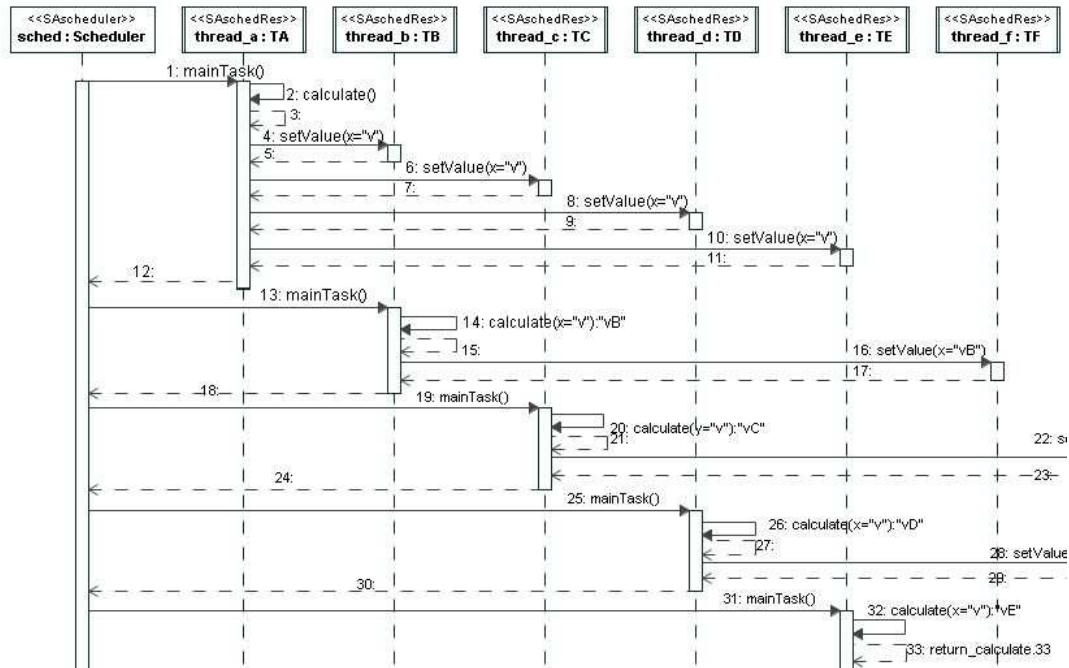 <<SAscheduler>>
sched : Scheduler
<<SAschedRes>>
thread_a : TA
<<SAschedRes>>
thread_b : TB
<<SAschedRes>>
thread_c : TC
<<SAschedRes>>
thread_d : TD
<<SAschedRes>>
thread_e : TE
<<SAschedRes>>
thread_f : TF
1: mainTask()
2: calculate()
3:
4: setValue(x="v")
5:
6: setValue(x="v")
7:
8: setValue(x="v")
9:
10: setValue(x="v")
11:
12:
13: mainTask()
14: calculate(x="v"):"vB"
15:
16: setValue(x="vB")
17:
18:
19: mainTask()
20: calculate(y="v"):"vC"
21:
22: s
23:
24:
25: mainTask()
26: calculate(x="v"):"vD"
27:
28: setValue
29:
30:
31: mainTask()
32: calculate(x="v"):"vE"
33: return_calculate.33